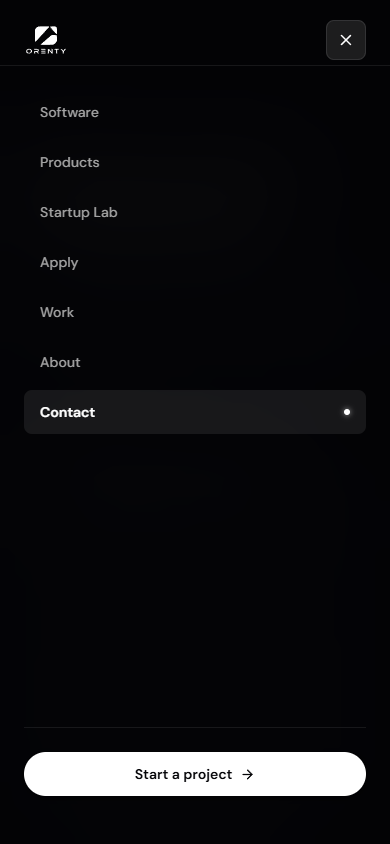 ORENTY
Software
Products
Startup Lab
Apply
Work
About
Contact
Start a project →